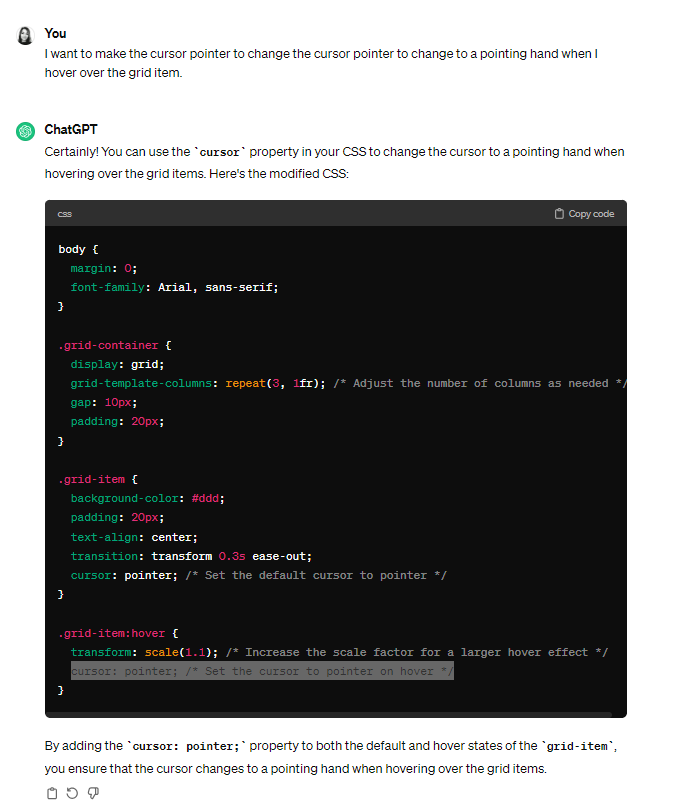 You
I want to make the cursor pointer to change the cursor pointer to change to a pointing hand when I
hover over the grid item.
ChatGPT
Certainly! You can use the `cursor` property in your CSS to change the cursor to a pointing hand when
hovering over the grid items. Here's the modified CSS:
css
Copy code
body {
  margin: 0;
  font-family: Arial, sans-serif;
}
.grid-container {
  display: grid;
  grid-template-columns: repeat(3, 1fr); /* Adjust the number of columns as needed */
  gap: 10px;
  padding: 20px;
}
.grid-item {
  background-color: #ddd;
  padding: 20px;
  text-align: center;
  transition: transform 0.3s ease-out;
  cursor: pointer; /* Set the default cursor to pointer */
}
.grid-item:hover {
  transform: scale(1.1); /* Increase the scale factor for a larger hover effect */
  cursor: pointer; /* Set the cursor to pointer on hover */
}
By adding the `cursor: pointer;` property to both the default and hover states of the `grid-item`,
you ensure that the cursor changes to a pointing hand when hovering over the grid items.